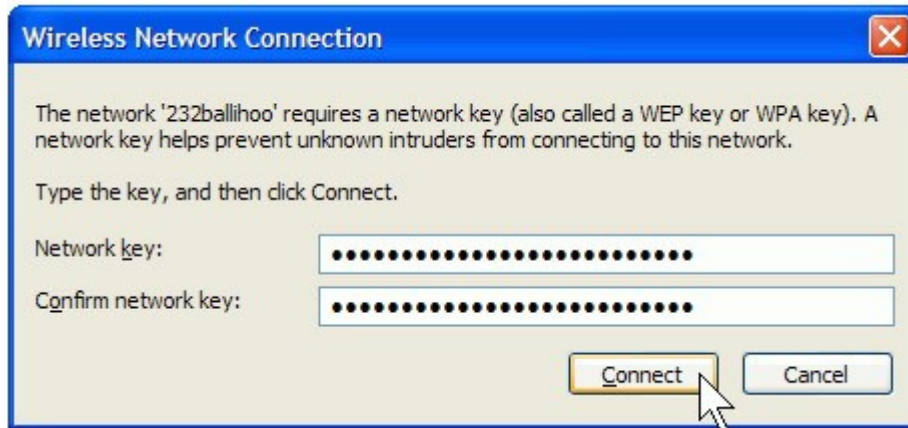 Wireless Network Connection
The network '232ballihoo' requires a network key (also called a WEP key or WPA key). A
network key helps prevent unknown intruders from connecting to this network.
Type the key, and then click Connect.
Network key: ••••••••••••••••••••••••••
Confirm network key: ••••••••••••••••••••••••••
Connect Cancel